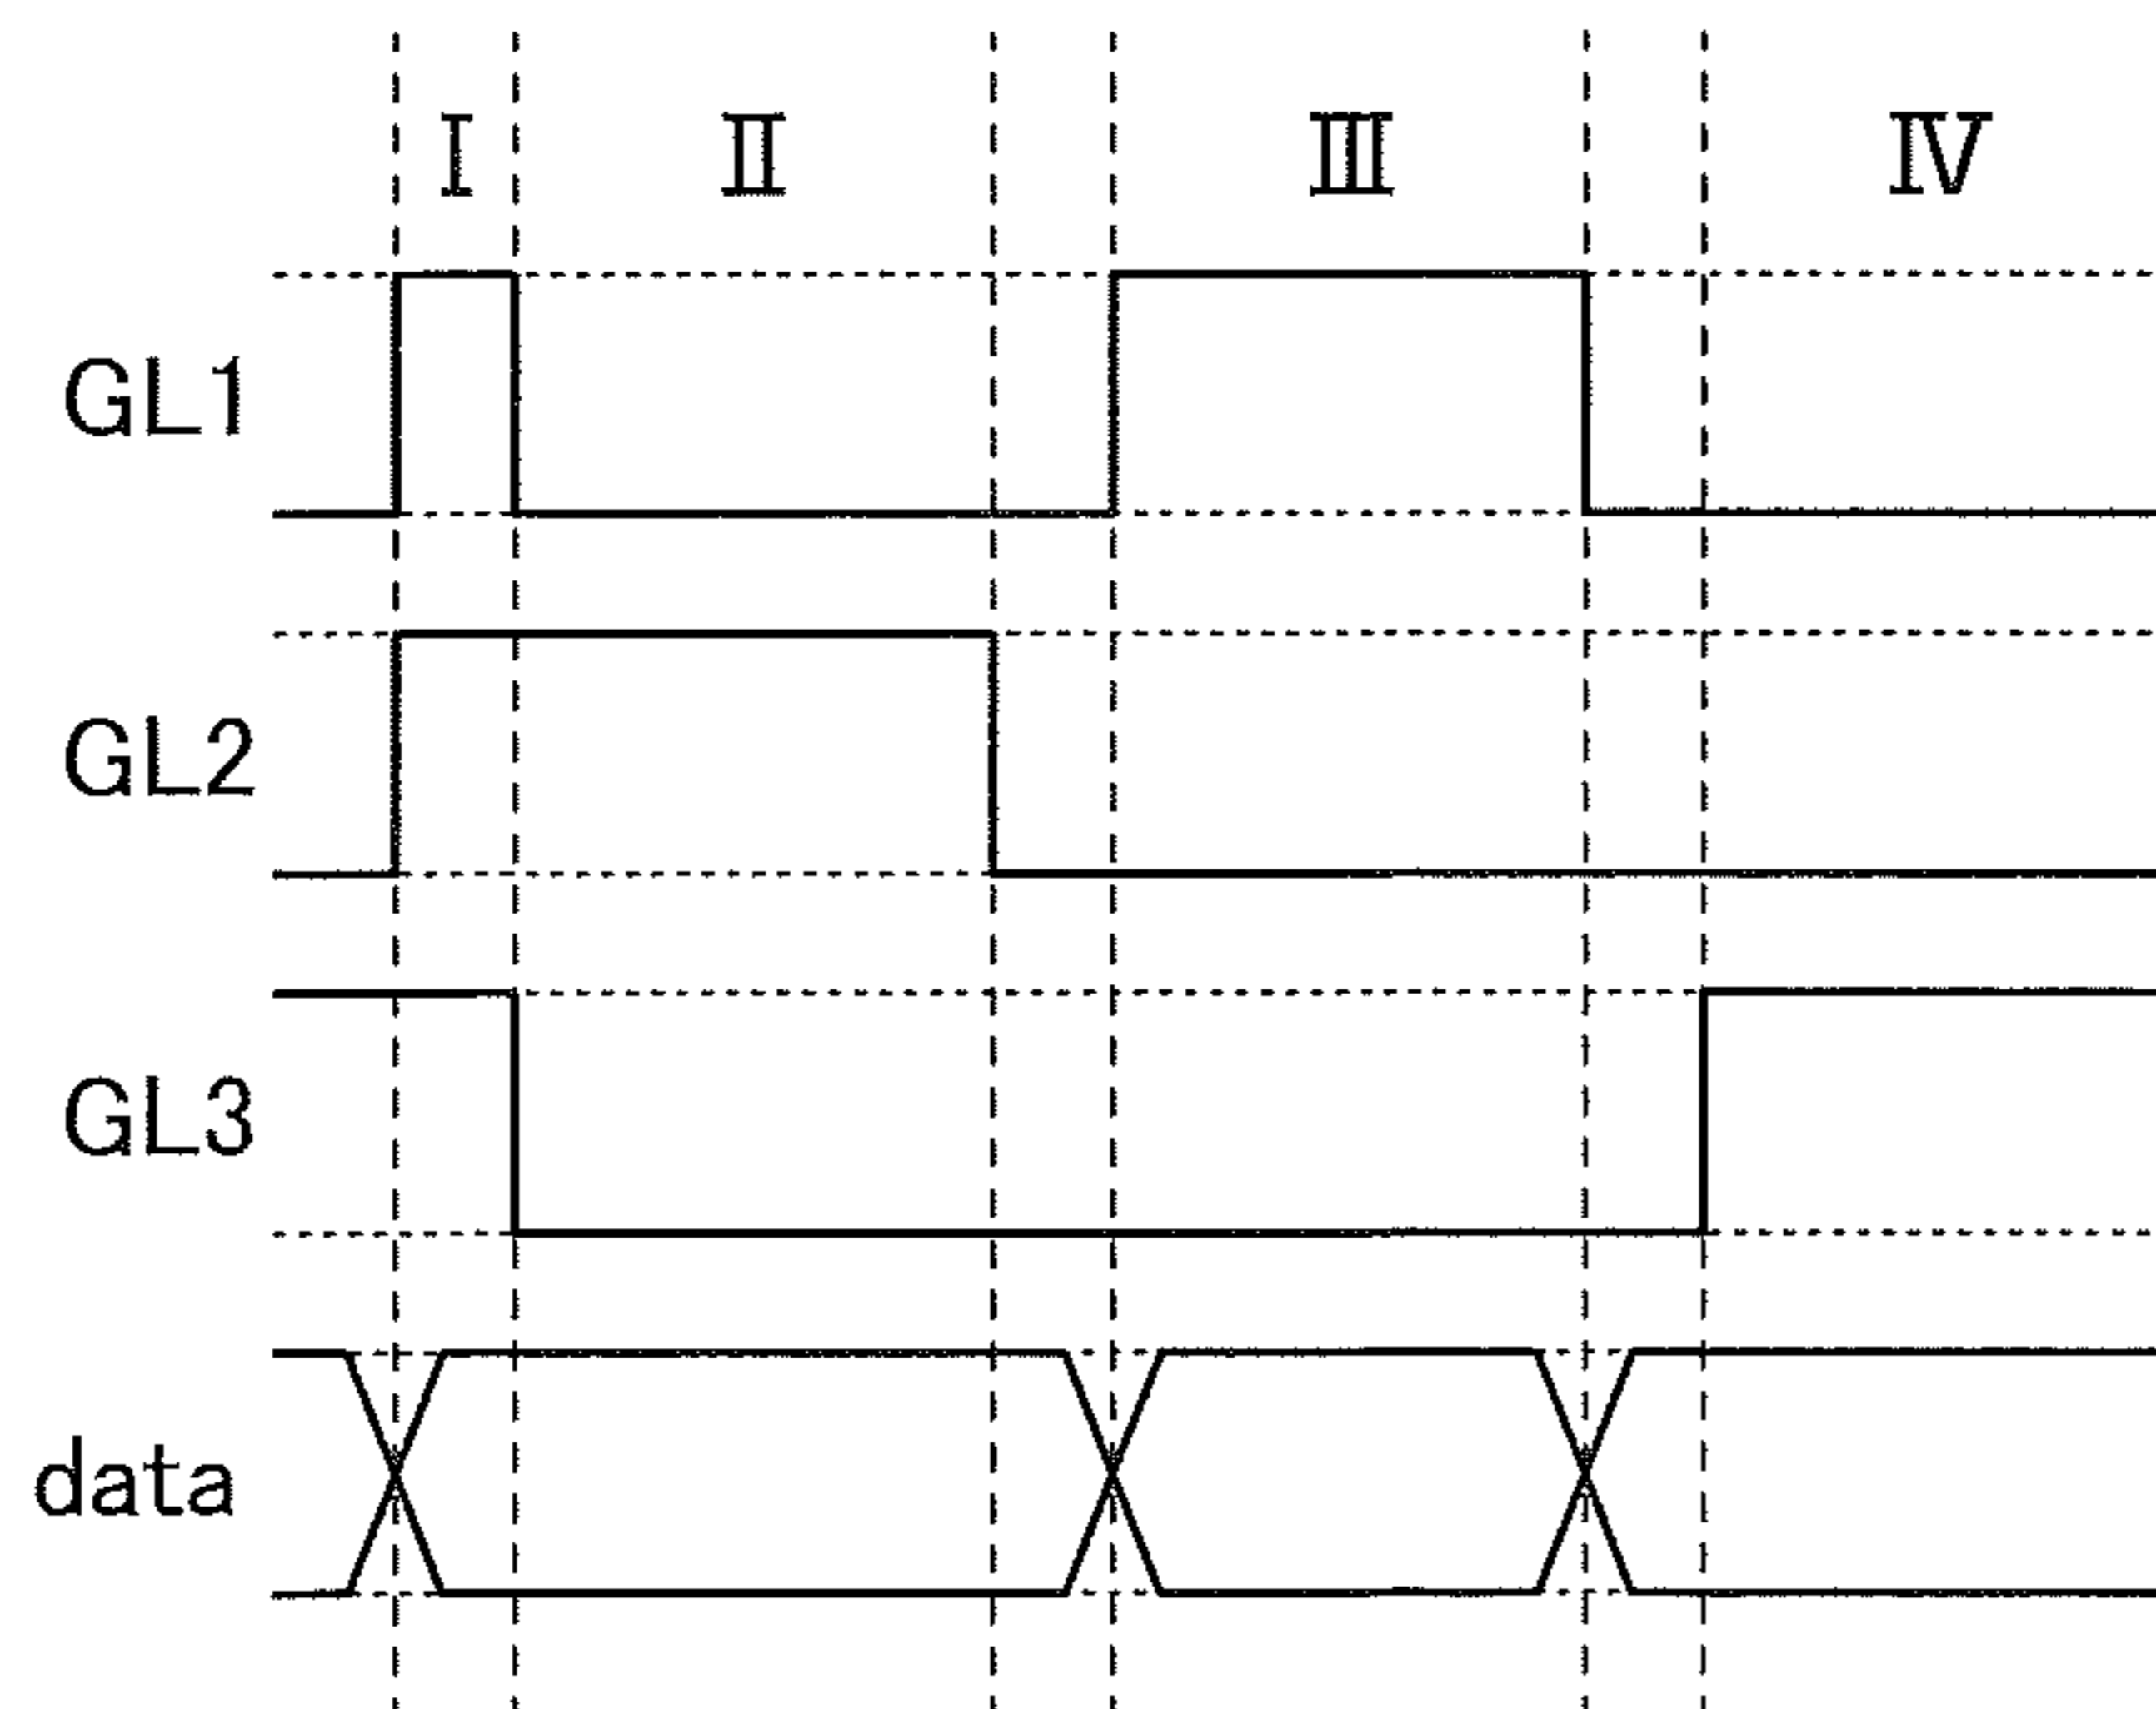 Ⅰ Ⅱ Ⅲ Ⅳ
GL1
GL2
GL3
data